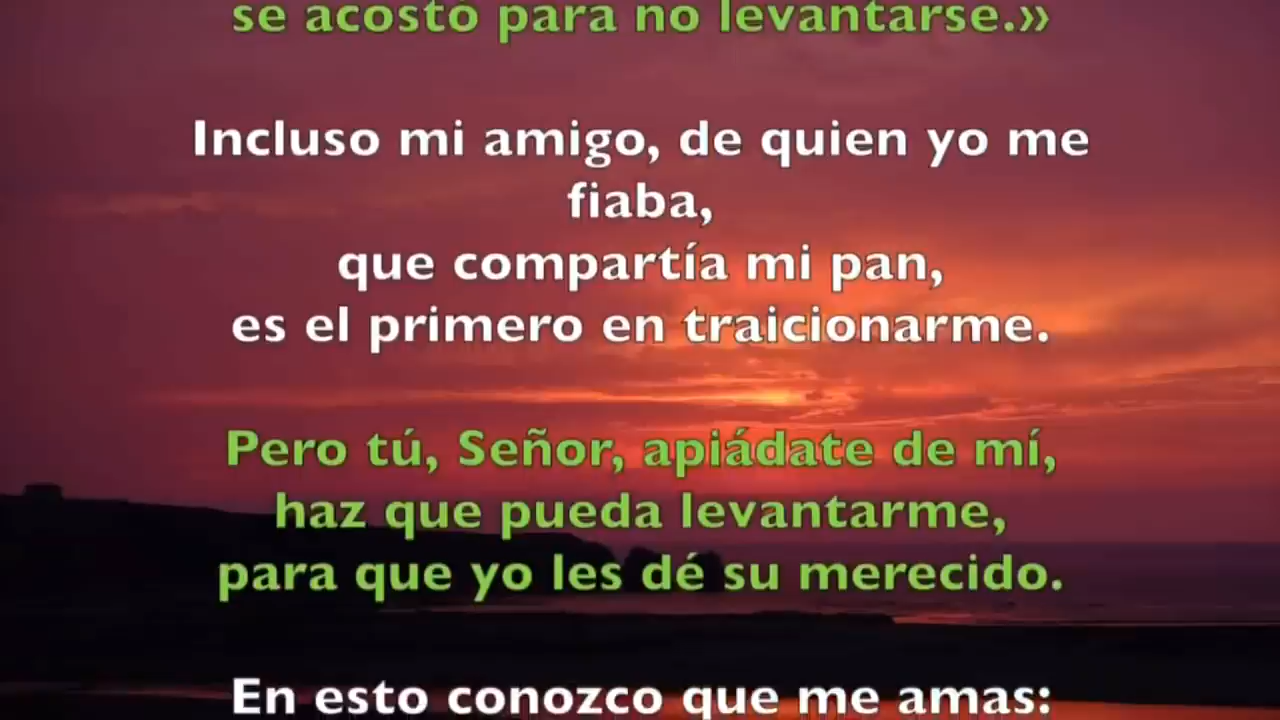 se acostó para no levantarse.»
Incluso mi amigo, de quien yo me
fiaba,
que compartía mi pan,
es el primero en traicionarme.
Pero tú, Señor, apiádate de mí,
haz que pueda levantarme,
para que yo les dé su merecido.
En esto conozco que me amas: